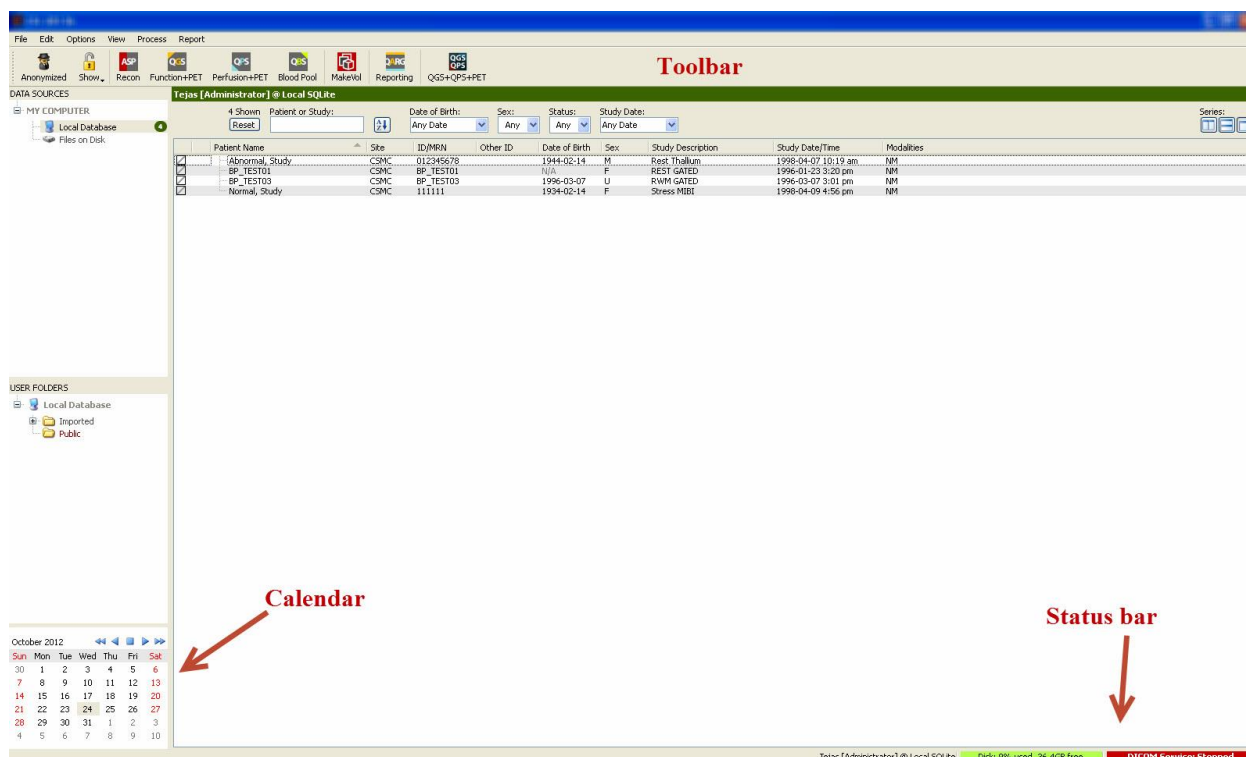 File Edit Options View Process Report
ASP QGS QPS QBS QARG QGS QPS
Anonymized Show Recon Function+PET Perfusion+PET Blood Pool MakeVol Reporting QGS+QPS+PET
Toolbar
DATA SOURCES
MY COMPUTER
Local Database 4
Files on Disk
Tejas [Administrator] @ Local SQLite
4 Shown Patient or Study: Date of Birth: Sex: Status: Study Date: Series:
Reset Any Date Any Any Any Date
Patient Name Site ID/MRN Other ID Date of Birth Sex Study Description Study Date/Time Modalities
Abnormal, Study CSMC 012345678 1944-02-14 M Rest Thallium 1998-04-07 10:19 am NM
BP_TEST01 CSMC BP_TEST01 N/A F REST GATED 1996-01-23 3:20 pm NM
BP_TEST03 CSMC BP_TEST03 1996-03-07 U RWM GATED 1996-03-07 3:01 pm NM
Normal, Study CSMC 111111 1934-02-14 F Stress MIBI 1998-04-09 4:56 pm NM
USER FOLDERS
Local Database
Imported
Public
Calendar
Status bar
October 2012
Sun Mon Tue Wed Thu Fri Sat
30 1 2 3 4 5 6
7 8 9 10 11 12 13
14 15 16 17 18 19 20
21 22 23 24 25 26 27
28 29 30 31 1 2 3
4 5 6 7 8 9 10
Tejas [Administrator] @ Local SQLite Disk: 9% used, 36.4GB free DICOM Service: Stopped